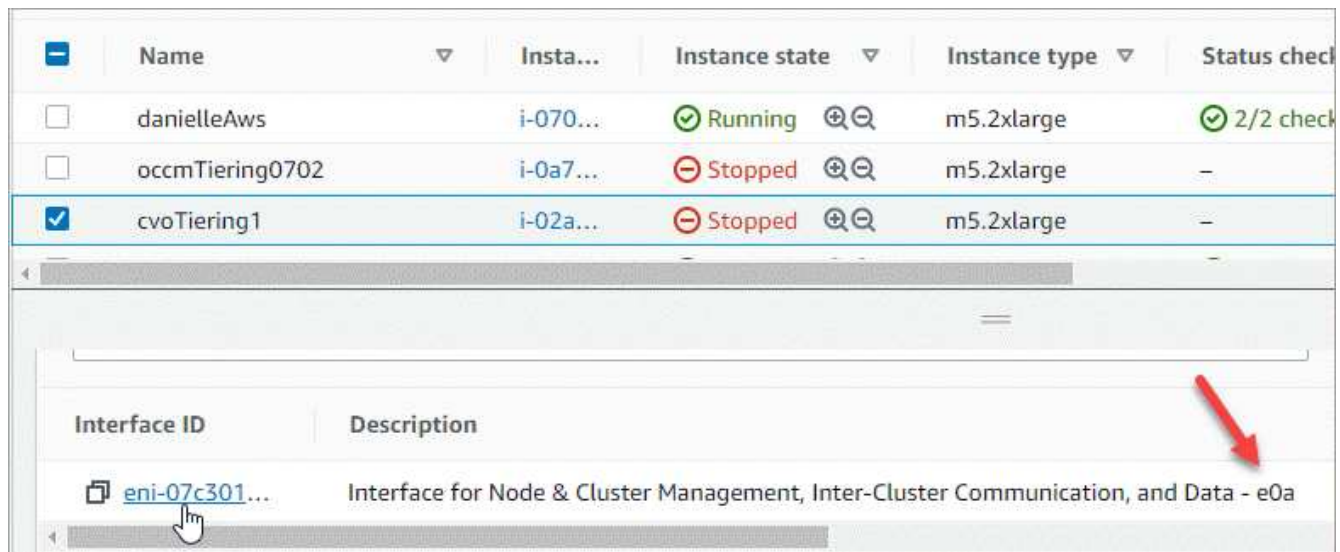 Name Insta... Instance state Instance type Status check
danielleAws i-070... Running m5.2xlarge 2/2 check
occmTiering0702 i-0a7... Stopped m5.2xlarge –
cvoTiering1 i-02a... Stopped m5.2xlarge –
Interface ID Description
eni-07c301... Interface for Node & Cluster Management, Inter-Cluster Communication, and Data - e0a